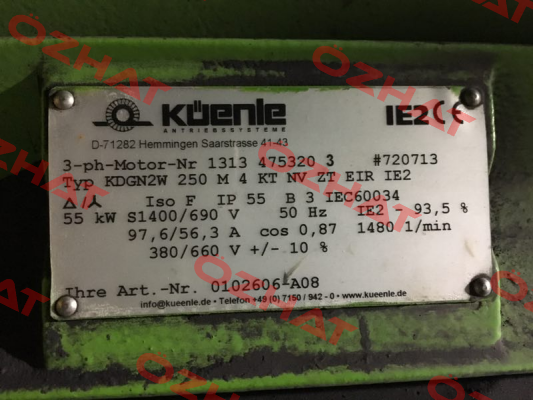 küenle
ANTRIEBSSYSTEME
IE2 CE
D-71282 Hemmingen Saarstrasse 41-43
3-ph-Motor-Nr 1313 475320 3 #720713
Typ KDGN2W 250 M 4 KT NV ZT EIR IE2
Δ/⅄ Iso F IP 55 B 3 IEC60034
55 kW S1400/690 V 50 Hz IE2 93,5 %
97,6/56,3 A cos 0,87 1480 1/min
380/660 V +/- 10 %
Ihre Art.-Nr. 0102606-A08
info@kueenle.de • Telefon +49 (0) 7150 / 942 - 0 • www.kueenle.de
OZHAT
OZHAT
OZHAT
OZHAT
OZHAT
OZHAT
OZHAT